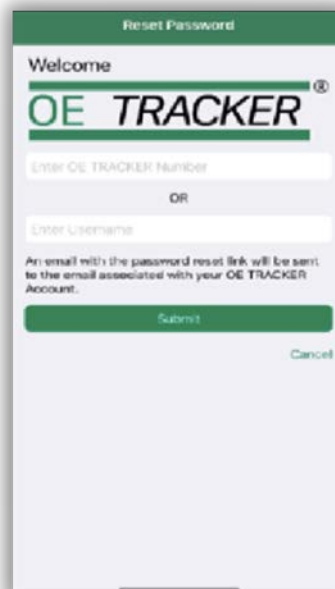 Reset Password
Welcome
OE TRACKER®
Enter OE TRACKER Number
OR
Enter Username
An email with the password reset link will be sent
to the email associated with your OE TRACKER
Account.
Submit
Cancel